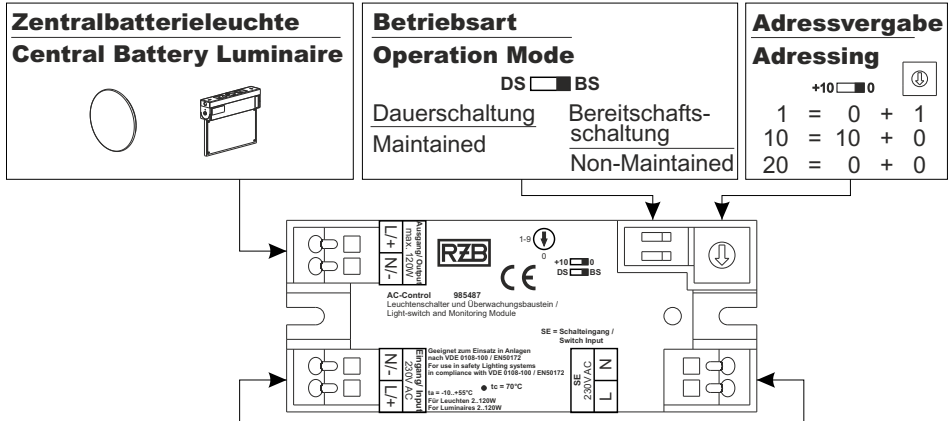 Zentralbatterieleuchte
Central Battery Luminaire
Betriebsart
Operation Mode
DS BS
Dauerschaltung
Maintained
Bereitschafts-
schaltung
Non-Maintained
Adressvergabe
Adressing
+10 0
1 = 0 + 1
10 = 10 + 0
20 = 0 + 0
L/+
N/-
Ausgang/ Output
max. 120W
RZB
CE
1-9
0
+10 0
DS BS
AC-Control 985487
Leuchtenschalter und Überwachungsbaustein /
Light-switch and Monitoring Module
SE = Schalteingang /
Switch Input
N/-
L/+
Eingang/ Input
230V AC
Geeignet zum Einsatz in Anlagen
nach VDE 0108-100 / EN50172
For use in safety Lighting systems
in compliance with VDE 0108-100 / EN50172
tc = 70°C
ta = -10..+55°C
Für Leuchten 2..120W
For Luminaires 2..120W
SE
230V AC
N
L